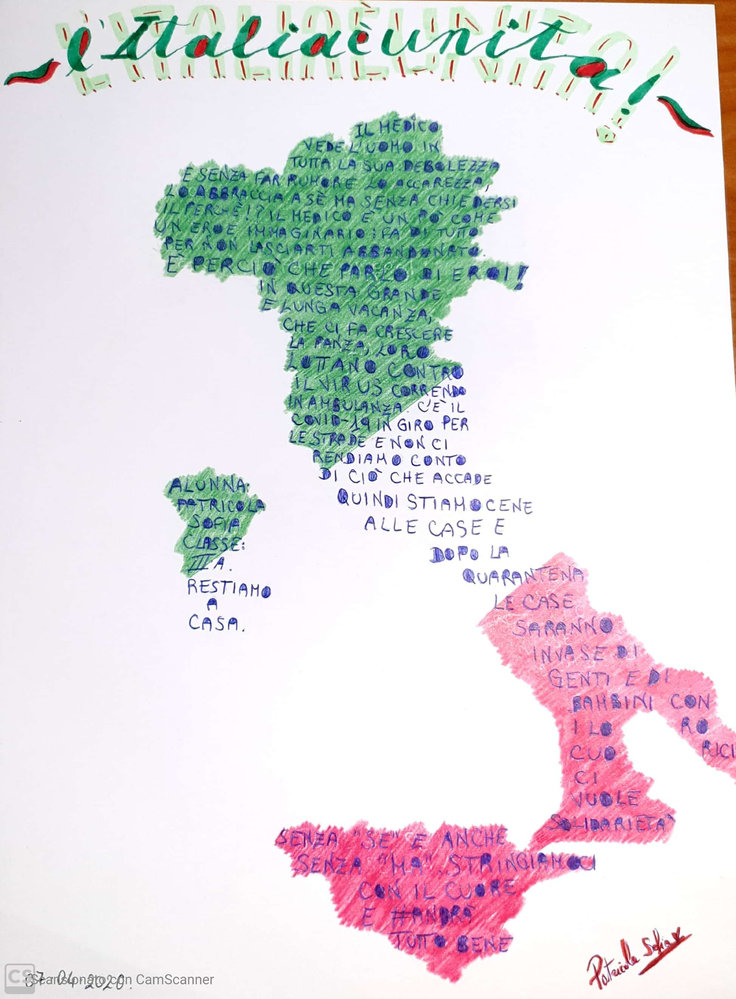 l'Italiaèunita!
L'ITALIAÈUNITA!
IL MEDICO
VEDE L'UOMO IN
TUTTA LA SUA DEBOLEZZA
E SENZA FAR RUMORE LO ACCAREZZA,
LO ABBRACCIA A SÈ MA SENZA CHIEDERSI
IL PERCHÈ!? IL MEDICO È UN PÒ COME
UN EROE IMMAGINARIO: FA DI TUTTO
PER NON LASCIARTI ABBANDONATO.
È PERCIÒ CHE PARLO DI EROI!
IN QUESTA GRANDE
E LUNGA VACANZA,
CHE CI FA CRESCERE
LA PANZA, LORO
LOTTANO CONTRO
IL VIRUS CORRENDO
IN AMBULANZA. C'È IL
COVID-19 IN GIRO PER
LE STRADE E NON CI
RENDIAMO CONTO
DI CIÒ CHE ACCADE
QUINDI STIAMOCENE
ALLE CASE E
DOPO LA
QUARANTENA
LE CASE
SARANNO
INVASE DI
GENTI E DI
BAMBINI CON
I LO RO
CUO RICI
CI
VUOLE
SOLIDARIETÀ
SENZA "SE" E ANCHE
SENZA "MA". STRINGIAMOCI
CON IL CUORE
E #ANDRÀ
TUTTO BENE
ALUNNA:
PATRICOLA
SOFIA
CLASSE:
III A.
RESTIAMO
A
CASA.
Patricola Sofia
07-04-2020.
CS Scansionato con CamScanner